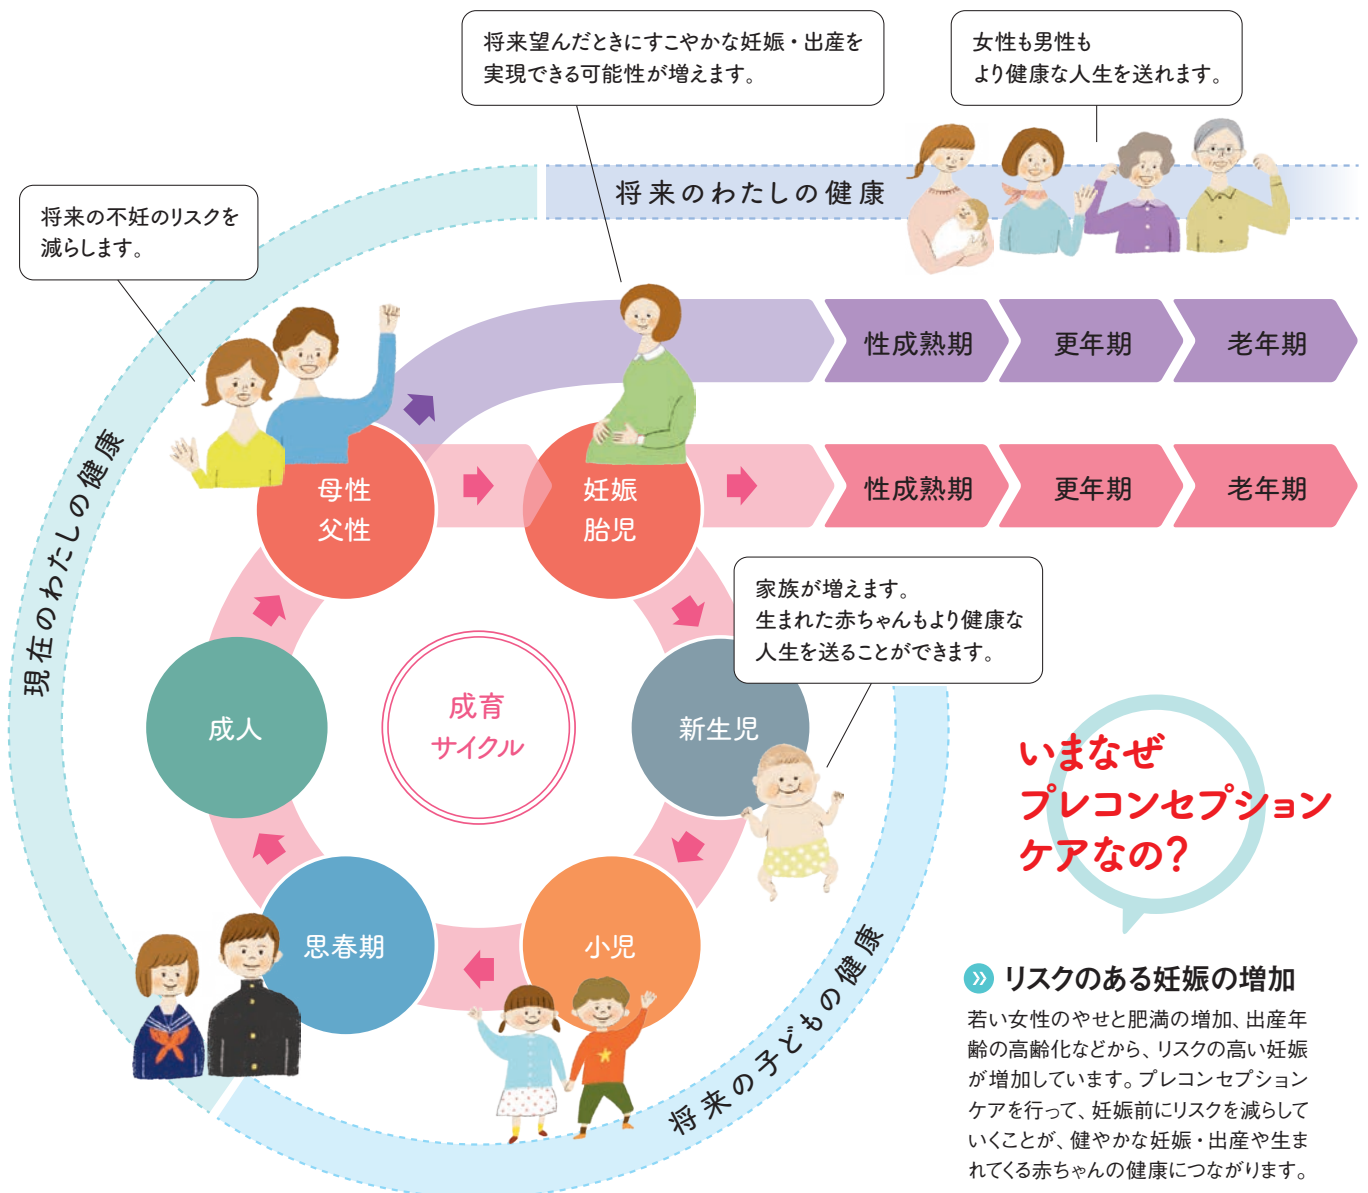 将来望んだときにすこやかな妊娠・出産を
実現できる可能性が増えます。
女性も男性も
より健康な人生を送れます。
将来のわたしの健康
将来の不妊のリスクを
減らします。
現在のわたしの健康
性成熟期
更年期
老年期
母性
父性
妊娠
胎児
性成熟期
更年期
老年期
家族が増えます。
生まれた赤ちゃんもより健康な
人生を送ることができます。
成人
成育
サイクル
新生児
思春期
小児
将来の子どもの健康
いまなぜ
プレコンセプション
ケアなの?
リスクのある妊娠の増加
若い女性のやせと肥満の増加、出産年
齢の高齢化などから、リスクの高い妊娠
が増加しています。プレコンセプション
ケアを行って、妊娠前にリスクを減らして
いくことが、健やかな妊娠・出産や生ま
れてくる赤ちゃんの健康につながります。